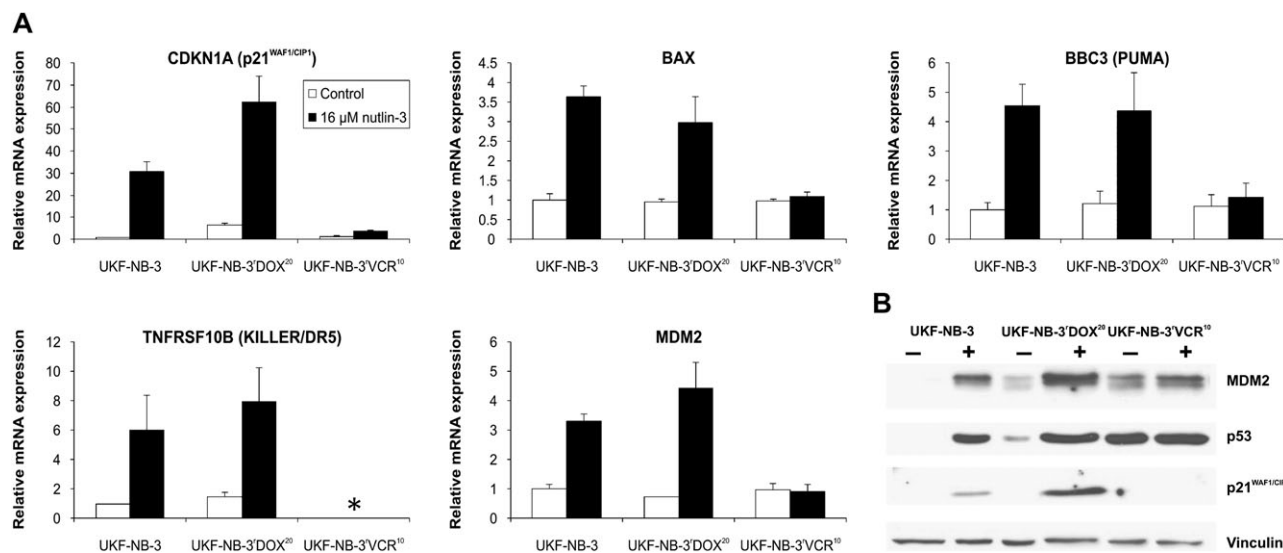 A
CDKN1A (p21WAF1/CIP1)
Relative mRNA expression
80
70
60
50
40
30
20
10
0
Control
16 µM nutlin-3
UKF-NB-3 UKF-NB-3rDOX20 UKF-NB-3rVCR10
BAX
Relative mRNA expression
4.5
4
3.5
3
2.5
2
1.5
1
0.5
0
UKF-NB-3 UKF-NB-3rDOX20 UKF-NB-3rVCR10
BBC3 (PUMA)
Relative mRNA expression
6
5
4
3
2
1
0
UKF-NB-3 UKF-NB-3rDOX20 UKF-NB-3rVCR10
TNFRSF10B (KILLER/DR5)
Relative mRNA expression
12
10
8
6
4
2
0
*
UKF-NB-3 UKF-NB-3rDOX20 UKF-NB-3rVCR10
MDM2
Relative mRNA expression
6
5
4
3
2
1
0
UKF-NB-3 UKF-NB-3rDOX20 UKF-NB-3rVCR10
B
UKF-NB-3 UKF-NB-3rDOX20 UKF-NB-3rVCR10
– + – + – +
MDM2
p53
p21WAF1/CIP
Vinculin